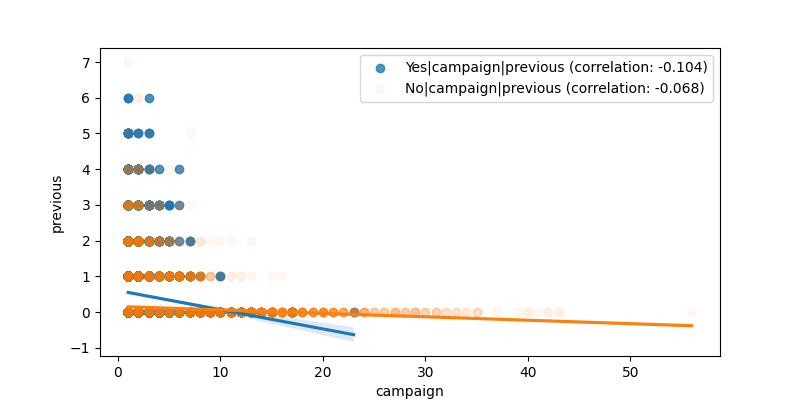 7
6
5
4
3
2
1
0
−1
previous
Yes|campaign|previous (correlation: -0.104)
No|campaign|previous (correlation: -0.068)
0 10 20 30 40 50
campaign